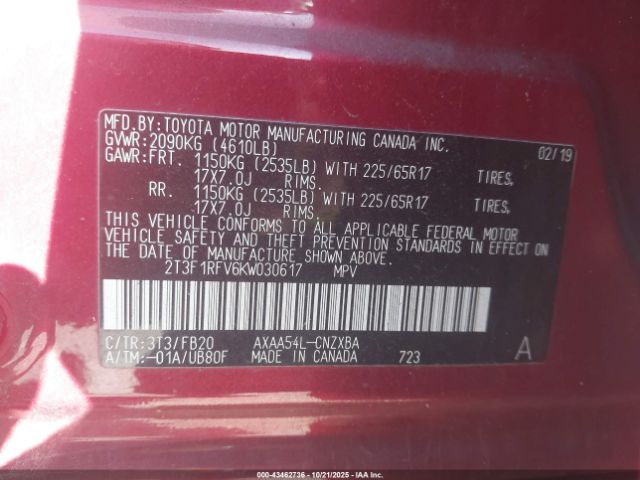 MFD. BY: TOYOTA MOTOR MANUFACTURING CANADA INC.
GVWR: 2090KG (4610LB) 02/19
GAWR: FRT. 1150KG (2535LB) WITH 225/65R17 TIRES,
17X7.0J RIMS.
RR. 1150KG (2535LB) WITH 225/65R17 TIRES,
17X7.0J RIMS.
THIS VEHICLE CONFORMS TO ALL APPLICABLE FEDERAL MOTOR
VEHICLE SAFETY AND THEFT PREVENTION STANDARDS IN EFFECT ON
THE DATE OF MANUFACTURE SHOWN ABOVE.
2T3F1RFV6KW030617 MPV
C/TR: 3T3/FB20 AXAA54L-CNZXBA A
A/TM: -01A/UB80F MADE IN CANADA 723
000-43462736 - 10/21/2025 - IAA Inc.